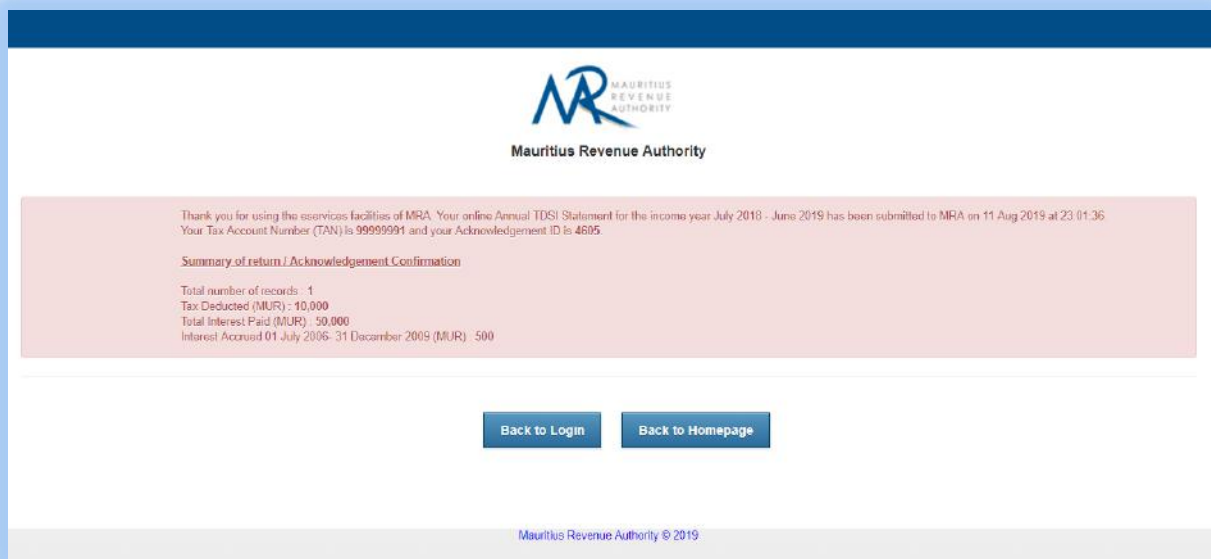 MAURITIUS
REVENUE
AUTHORITY
Mauritius Revenue Authority
Thank you for using the eservices facilities of MRA. Your online Annual TDSI Statement for the income year July 2018 - June 2019 has been submitted to MRA on 11 Aug 2019 at 23:01:36.
Your Tax Account Number (TAN) is 99999991 and your Acknowledgement ID is 4605.
Summary of return / Acknowledgement Confirmation
Total number of records : 1
Tax Deducted (MUR) : 10,000
Total Interest Paid (MUR) : 50,000
Interest Accrued 01 July 2006- 31 December 2009 (MUR) : 500
Back to Login
Back to Homepage
Mauritius Revenue Authority © 2019